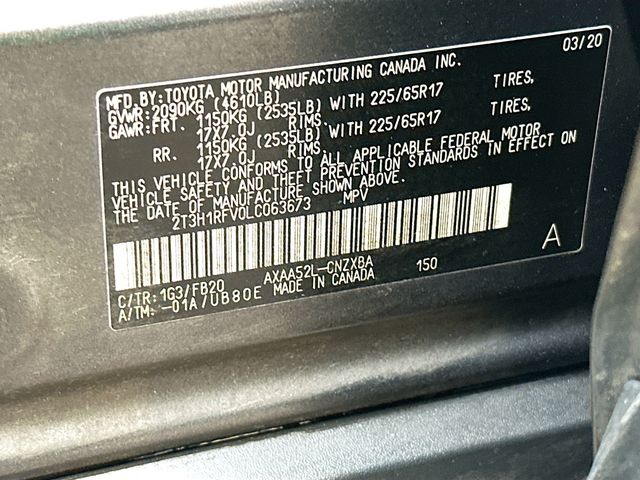 03/20
MFD.BY:TOYOTA MOTOR MANUFACTURING CANADA INC.
GVWR:2090KG (4610LB)
GAWR:FRT. 1150KG (2535LB) WITH 225/65R17 TIRES,
17X7.0J RIMS.
RR. 1150KG (2535LB) WITH 225/65R17 TIRES,
17X7.0J RIMS.
THIS VEHICLE CONFORMS TO ALL APPLICABLE FEDERAL MOTOR
VEHICLE SAFETY AND THEFT PREVENTION STANDARDS IN EFFECT ON
THE DATE OF MANUFACTURE SHOWN ABOVE.
2T3H1RFV0LC063673 MPV
A
AXAA52L-CNZXBA 150
C/TR:1G3/FB20 MADE IN CANADA
A/TM:-01A/UB80E